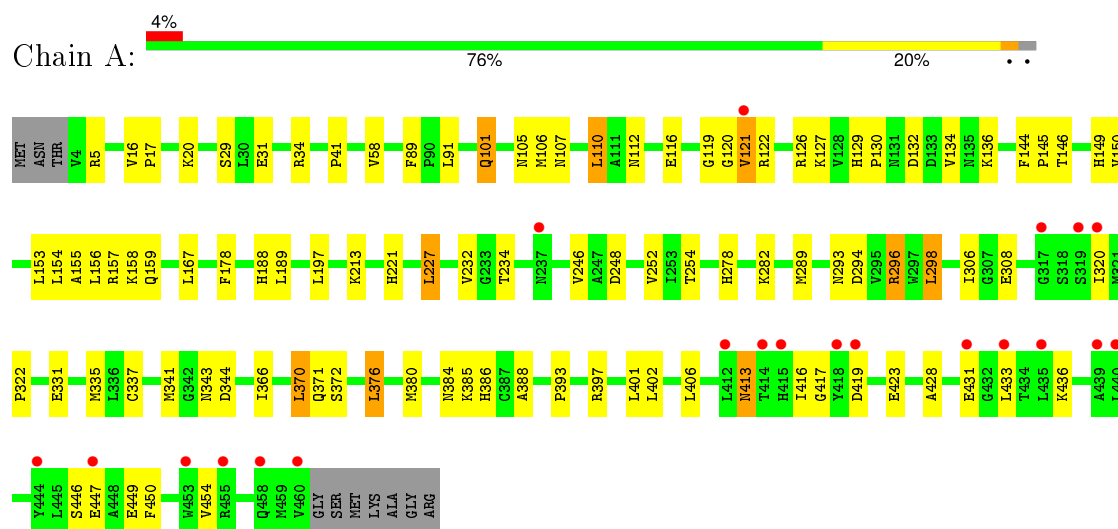 4%
Chain A:
76% 20% • •
MET ASN THR V4 R5 V16 P17 K20 S29 L30 E31 R34 P41 V58 F89 P90 L91 Q101 N105 M106 N107 L110 A111 N112 E116 G119 G120 V121 R122 R126 K127 V128 H129 P130 N131 D132 D133 V134 N135 K136 F144 P145 T146 H149
L153 L154 A155 L156 R157 K158 Q159 L167 F178 H188 L189 L197 K213 H221 L227 V232 G233 T234 N237 V246 A247 D248 V252 I253 T254 H278 K282 M289 N293 D294 V295 R296 W297 L298 I306 G307 E308 G317 S318 S319 I320
P322 E331 M335 L336 C337 M341 G342 N343 D344 I366 L370 Q371 S372 L376 M380 N384 K385 H386 C387 A388 P393 R397 L401 L402 L406 L412 N413 T414 H415 I416 G417 Y418 D419 E423 A428 E431 G432 L433 T434 L435 K436 A439
Y444 L445 S446 E447 A448 E449 F450 W453 V454 R455 Q458 M459 V460 GLY SER MET LYS ALA GLY ARG